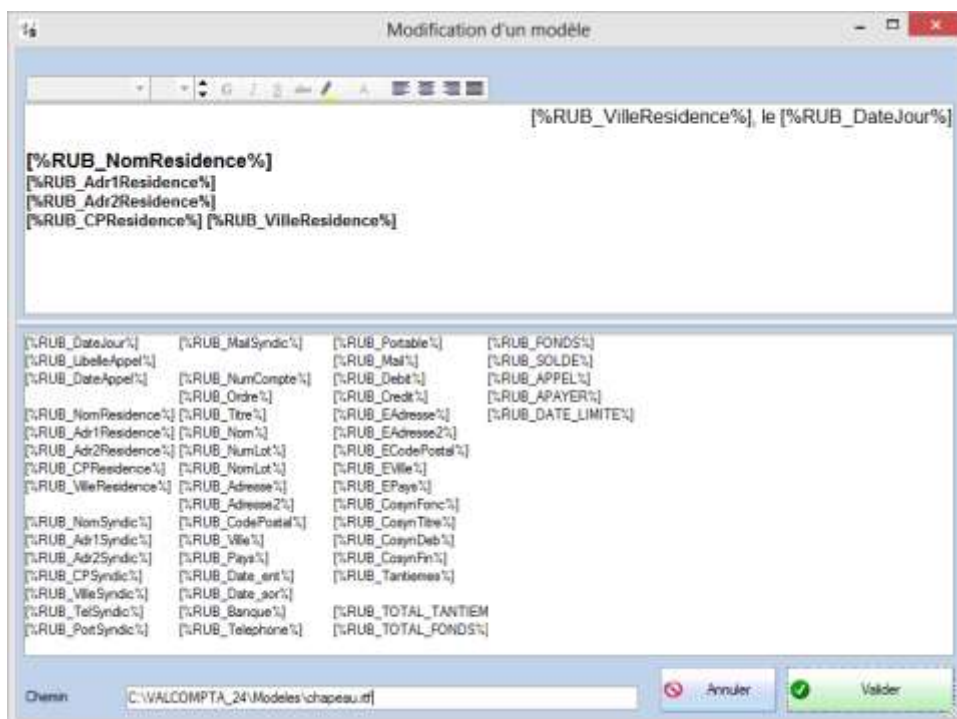 Modification d'un modèle
G I S abc A
[%RUB_VilleResidence%], le [%RUB_DateJour%]
[%RUB_NomResidence%]
[%RUB_Adr1Residence%]
[%RUB_Adr2Residence%]
[%RUB_CPResidence%] [%RUB_VilleResidence%]
[%RUB_DateJour%] [%RUB_MailSyndic%] [%RUB_Portable%] [%RUB_FONDS%]
[%RUB_LibelleAppel%] [%RUB_Mail%] [%RUB_SOLDE%]
[%RUB_DateAppel%] [%RUB_NumCompte%] [%RUB_Debit%] [%RUB_APPEL%]
[%RUB_Ordre%] [%RUB_Credit%] [%RUB_APAYER%]
[%RUB_NomResidence%] [%RUB_Titre%] [%RUB_EAdresse%] [%RUB_DATE_LIMITE%]
[%RUB_Adr1Residence%] [%RUB_Nom%] [%RUB_EAdresse2%]
[%RUB_Adr2Residence%] [%RUB_NumLot%] [%RUB_ECodePostal%]
[%RUB_CPResidence%] [%RUB_NomLot%] [%RUB_EVille%]
[%RUB_VilleResidence%] [%RUB_Adresse%] [%RUB_EPays%]
[%RUB_Adresse2%] [%RUB_CosynFonc%]
[%RUB_NomSyndic%] [%RUB_CodePostal%] [%RUB_CosynTitre%]
[%RUB_Adr1Syndic%] [%RUB_Ville%] [%RUB_CosynDeb%]
[%RUB_Adr2Syndic%] [%RUB_Pays%] [%RUB_CosynFin%]
[%RUB_CPSyndic%] [%RUB_Date_ent%] [%RUB_Tantiemes%]
[%RUB_VilleSyndic%] [%RUB_Date_sor%]
[%RUB_TelSyndic%] [%RUB_Banque%] [%RUB_TOTAL_TANTIEM
[%RUB_PortSyndic%] [%RUB_Telephone%] [%RUB_TOTAL_FONDS%]
Chemin C:\VALCOMPTA_24\Modeles\chapeau.rtf Annuler Valider